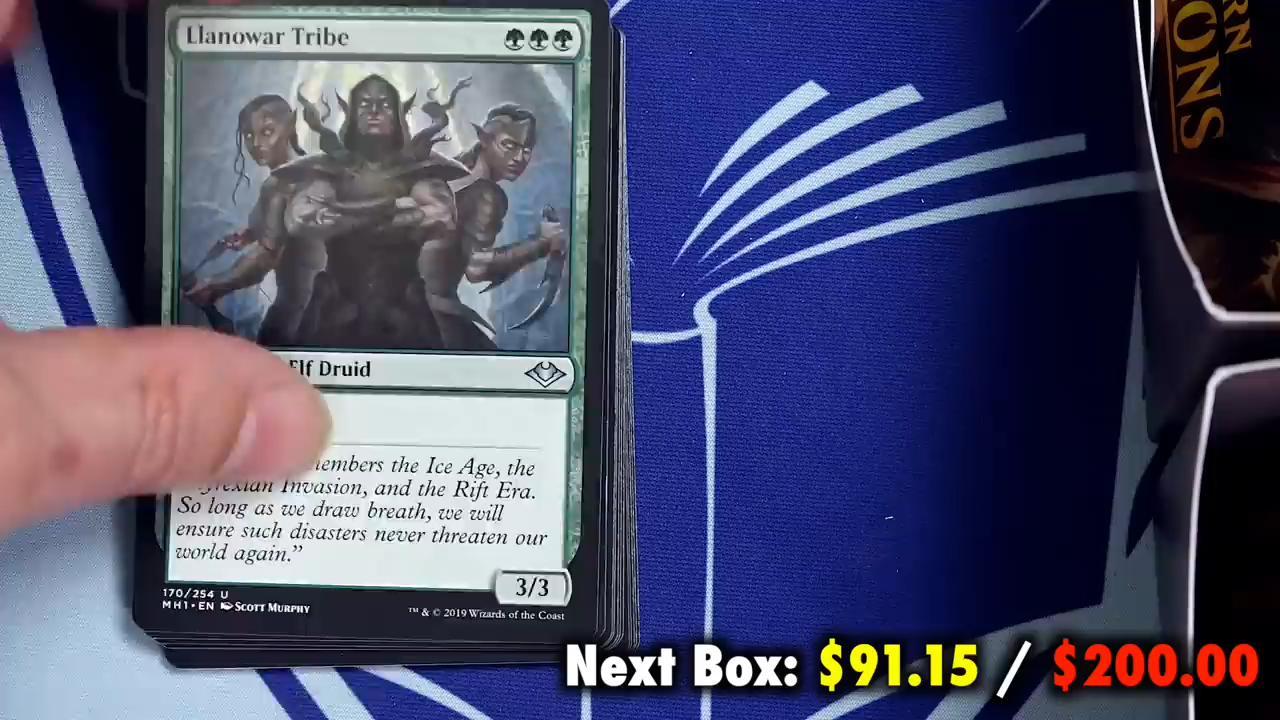 Llanowar Tribe
Elf Druid
the Ice Age, the
Invasion, and the Rift Era.
So long as we draw breath, we will
ensure such disasters never threaten our
world again.”
3/3
170/254 U
MH1 • EN Scott Murphy
™ & © 2019 Wizards of the Coast
RN
ONS
Next Box: $91.15 / $200.00